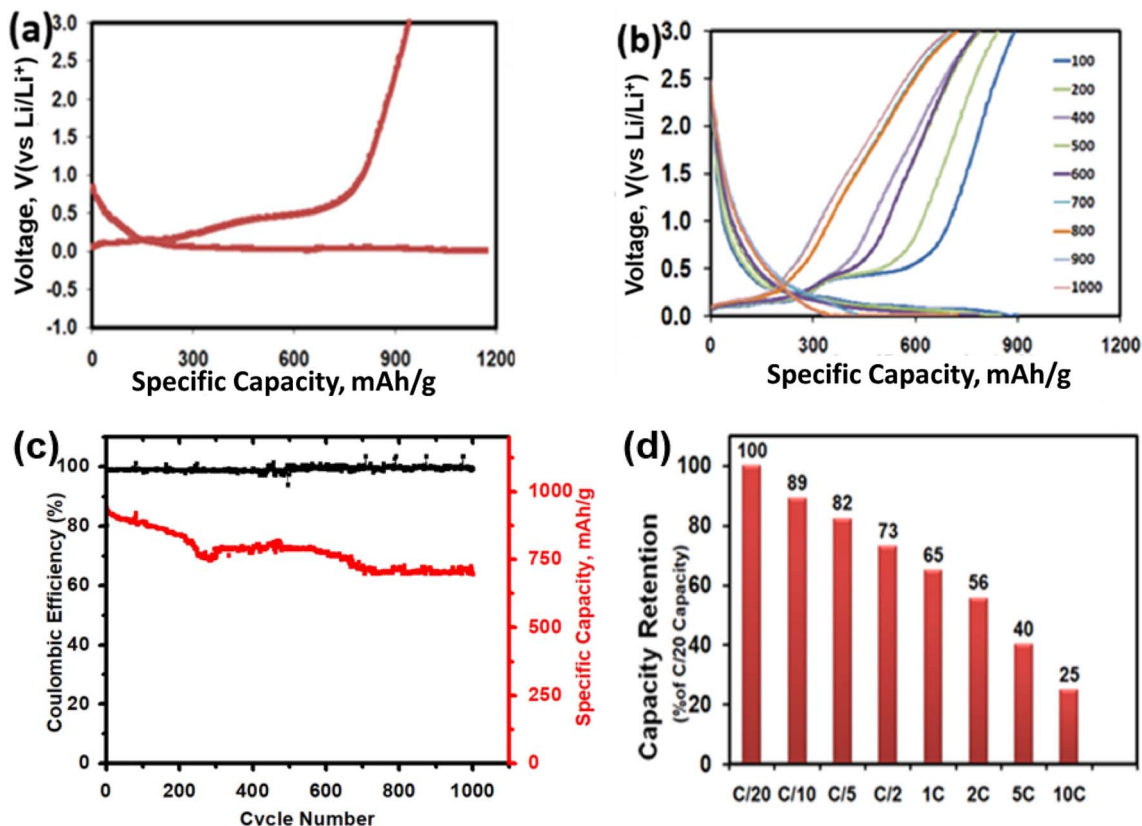 (a)
3.0
2.5
2.0
1.5
1.0
0.5
0.0
-0.5
-1.0
Voltage, V(vs Li/Li⁺)
0 300 600 900 1200
Specific Capacity, mAh/g
(b)
3.0
2.5
2.0
1.5
1.0
0.5
0.0
Voltage, V(vs Li/Li⁺)
100
200
400
500
600
700
800
900
1000
0 300 600 900 1200
Specific Capacity, mAh/g
(c)
100
80
60
40
20
0
Coulombic Efficiency (%)
1000
750
500
250
0
Specific Capacity, mAh/g
0 200 400 600 800 1000
Cycle Number
(d)
100
80
60
40
20
0
Capacity Retention
(%of C/20 Capacity)
100
89
82
73
65
56
40
25
C/20 C/10 C/5 C/2 1C 2C 5C 10C